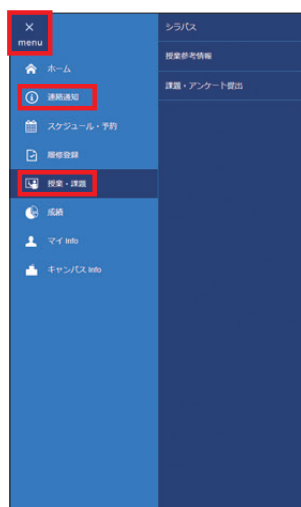 ×
menu
ホーム
連絡通知
スケジュール・予約
履修登録
授業・課題
成績
マイ Info
キャンパス Info
シラバス
授業参考情報
課題・アンケート提出